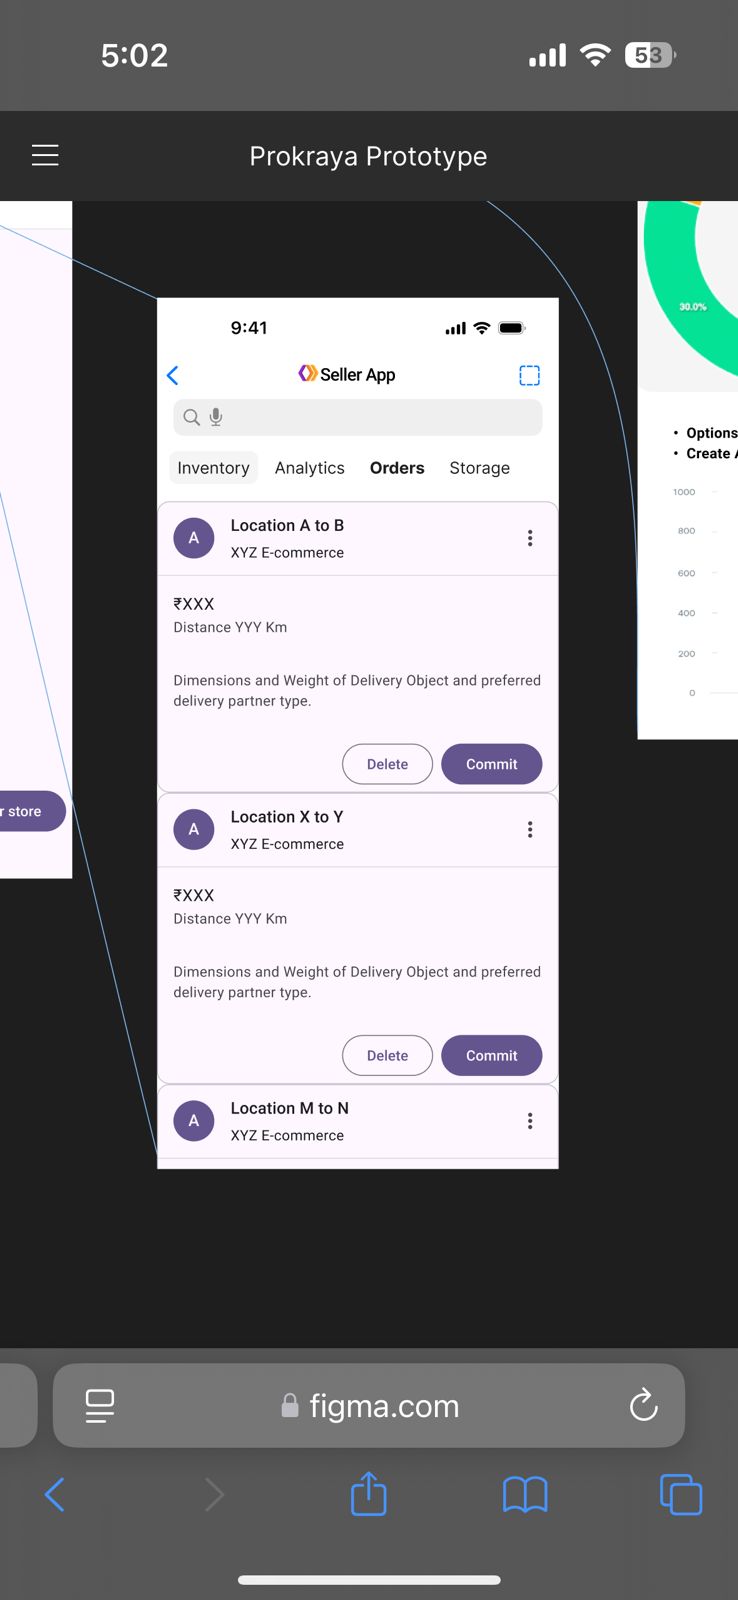 5:02
53
Prokraya Prototype
30.0%
• Options
• Create
1000
800
600
400
200
0
r store
9:41
Seller App
Inventory Analytics Orders Storage
A
Location A to B
XYZ E-commerce
₹XXX
Distance YYY Km
Dimensions and Weight of Delivery Object and preferred
delivery partner type.
Delete Commit
A
Location X to Y
XYZ E-commerce
₹XXX
Distance YYY Km
Dimensions and Weight of Delivery Object and preferred
delivery partner type.
Delete Commit
A
Location M to N
XYZ E-commerce
figma.com